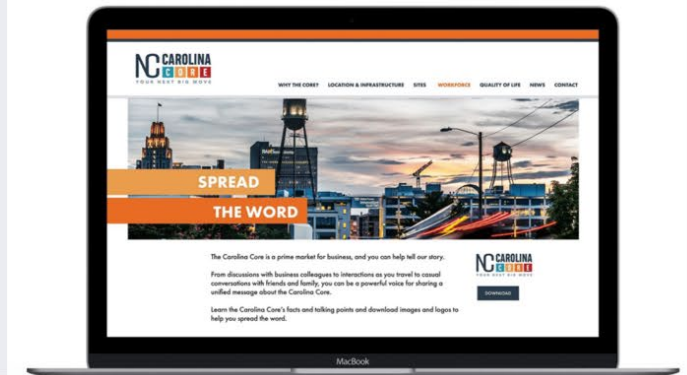 NC CAROLINA
CORE
YOUR NEXT BIG MOVE
WHY THE CORE? LOCATION & INFRASTRUCTURE SITES WORKFORCE QUALITY OF LIFE NEWS CONTACT
SPREAD
THE WORD
The Carolina Core is a prime market for business, and you can help tell our story.
From discussions with business colleagues to interactions as you travel to casual
conversations with friends and family, you can be a powerful voice for sharing a
unified message about the Carolina Core.
Learn the Carolina Core's facts and talking points and download images and logos to
help you spread the word.
NC CAROLINA
CORE
YOUR NEXT BIG MOVE
DOWNLOAD
MacBook